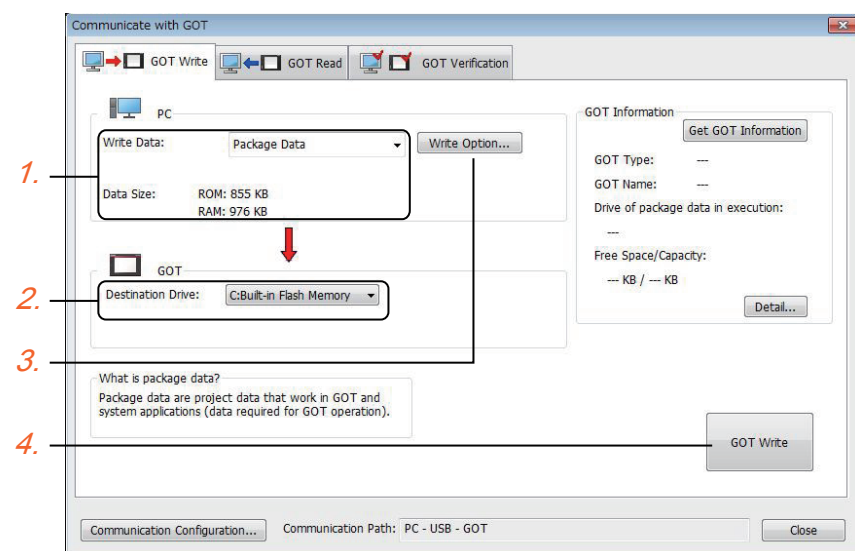 Communicate with GOT
GOT Write
GOT Read
GOT Verification
PC
Write Data:
Package Data
Write Option...
1.
Data Size:
ROM: 855 KB
RAM: 976 KB
GOT
2.
Destination Drive:
C:Built-in Flash Memory
3.
What is package data?
Package data are project data that work in GOT and
system applications (data required for GOT operation).
GOT Information
Get GOT Information
GOT Type: ---
GOT Name: ---
Drive of package data in execution:
---
Free Space/Capacity:
--- KB / --- KB
Detail...
4.
GOT Write
Communication Configuration...
Communication Path: PC - USB - GOT
Close